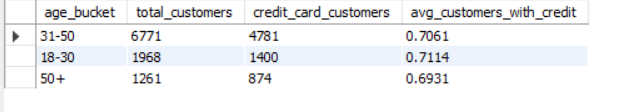 age_bucket total_customers credit_card_customers avg_customers_with_credit
31-50 6771 4781 0.7061
18-30 1968 1400 0.7114
50+ 1261 874 0.6931